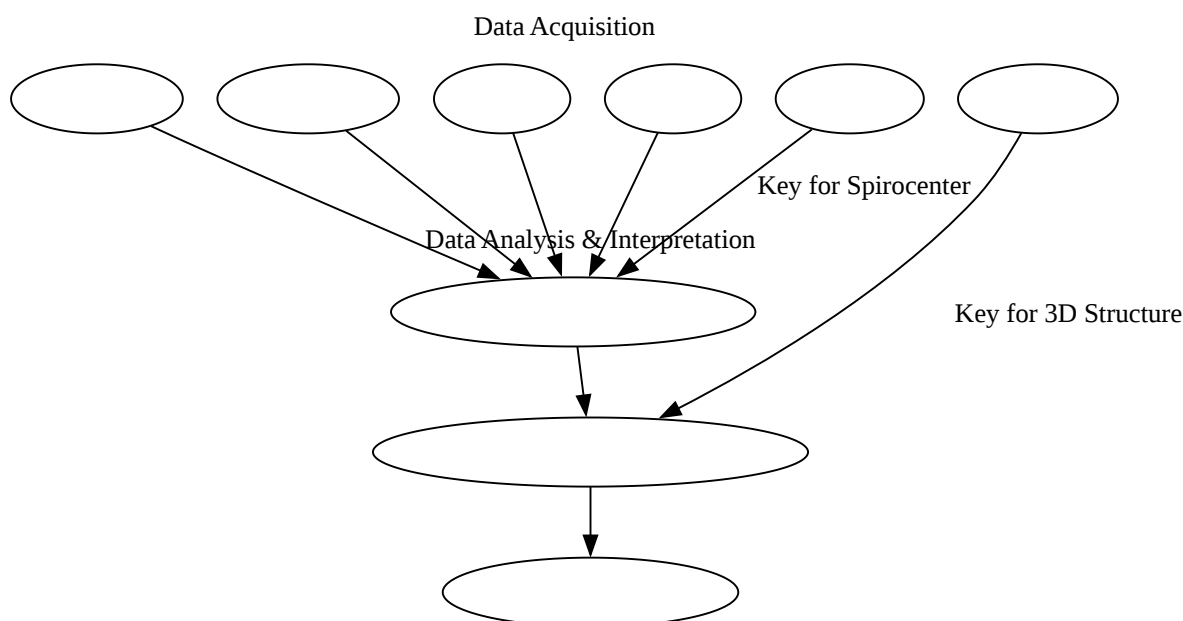 Data Acquisition
Key for Spirocenter
Data Analysis & Interpretation
Key for 3D Structure